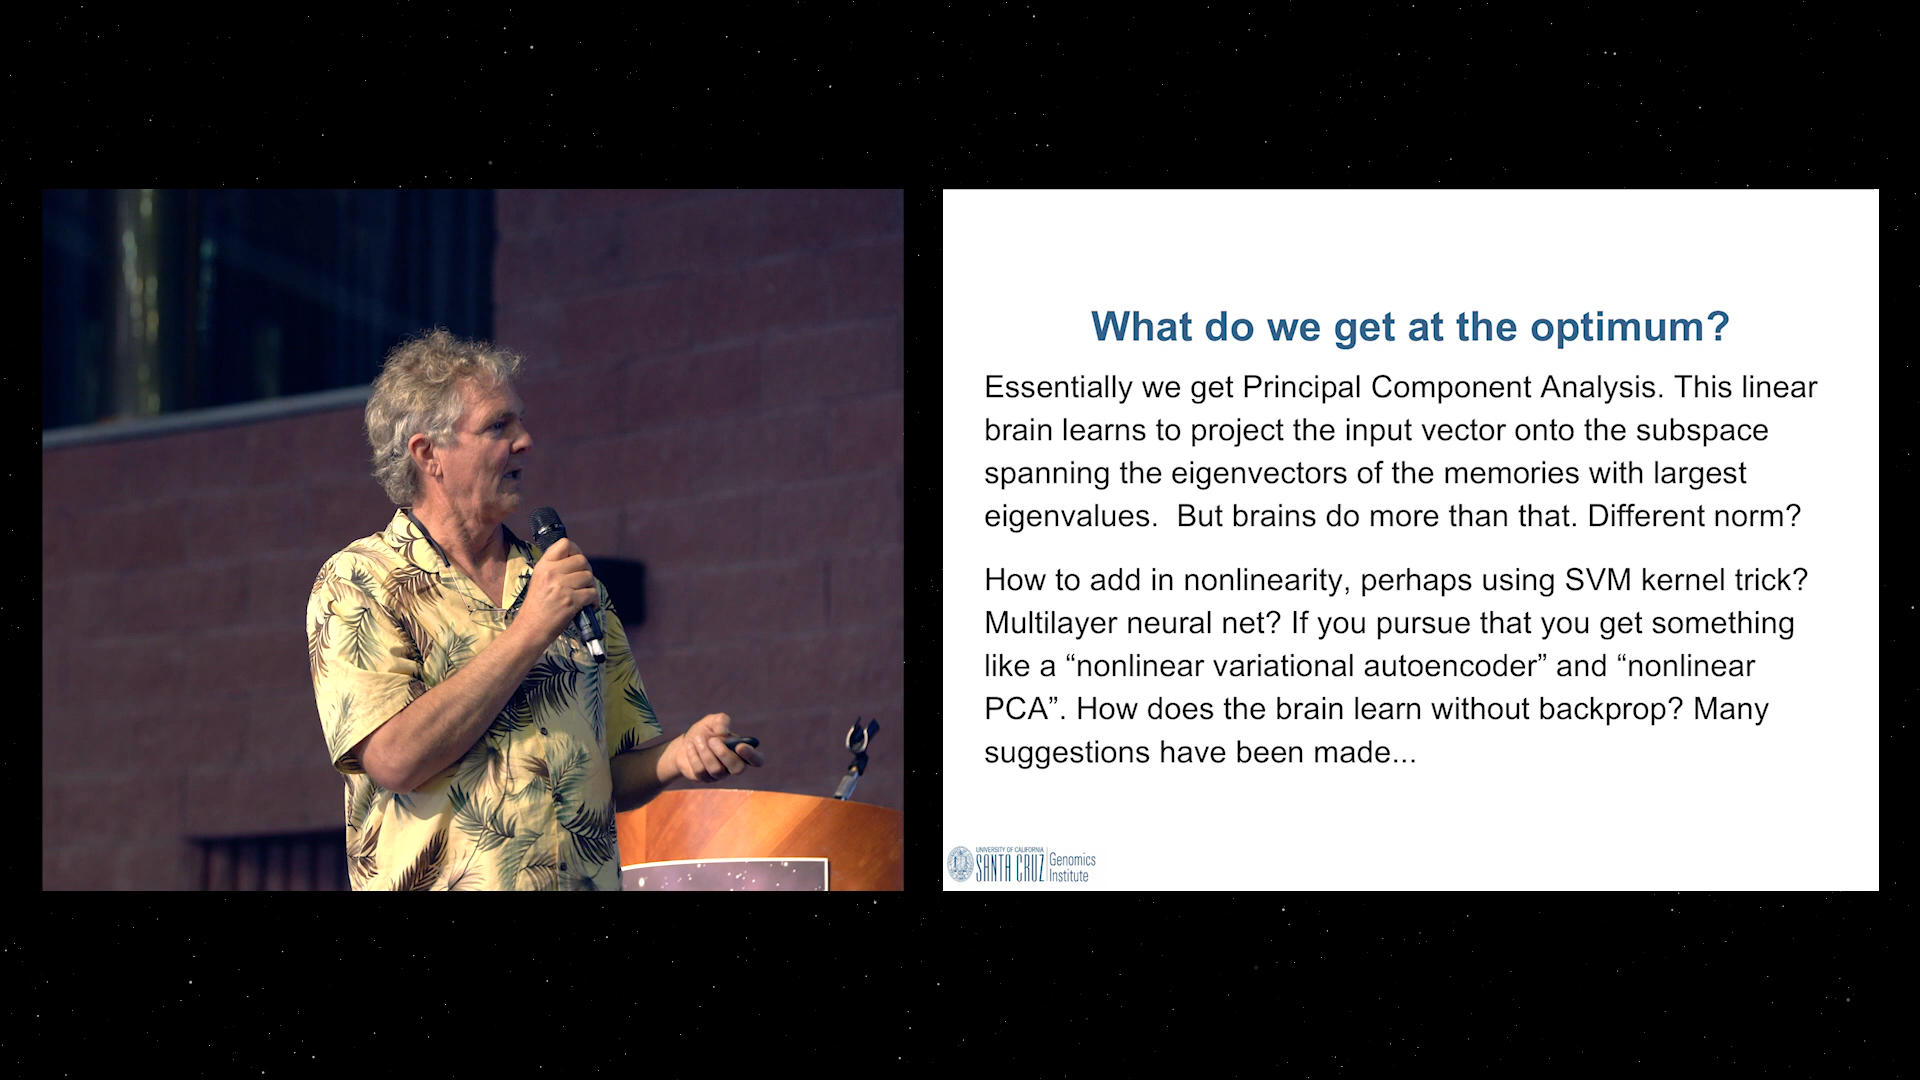 What do we get at the optimum?
Essentially we get Principal Component Analysis. This linear
brain learns to project the input vector onto the subspace
spanning the eigenvectors of the memories with largest
eigenvalues.  But brains do more than that. Different norm?
How to add in nonlinearity, perhaps using SVM kernel trick?
Multilayer neural net? If you pursue that you get something
like a “nonlinear variational autoencoder” and “nonlinear
PCA”. How does the brain learn without backprop? Many
suggestions have been made...
UNIVERSITY OF CALIFORNIA
SANTA CRUZ
Genomics
Institute